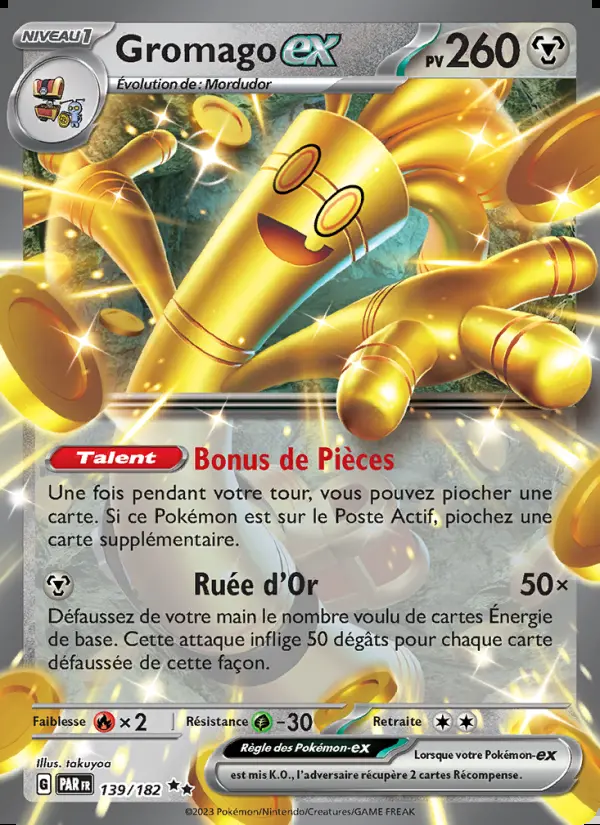 NIVEAU 1
Gromago ex
PV 260
Évolution de : Mordudor
Talent Bonus de Pièces
Une fois pendant votre tour, vous pouvez piocher une
carte. Si ce Pokémon est sur le Poste Actif, piochez une
carte supplémentaire.
Ruée d'Or 50×
Défaussez de votre main le nombre voulu de cartes Énergie
de base. Cette attaque inflige 50 dégâts pour chaque carte
défaussée de cette façon.
Faiblesse ×2 Résistance -30 Retraite
Règle des Pokémon-ex Lorsque votre Pokémon-ex
est mis K.O., l'adversaire récupère 2 cartes Récompense.
Illus. takuyoa
G PAR FR 139/182
©2023 Pokémon/Nintendo/Creatures/GAME FREAK